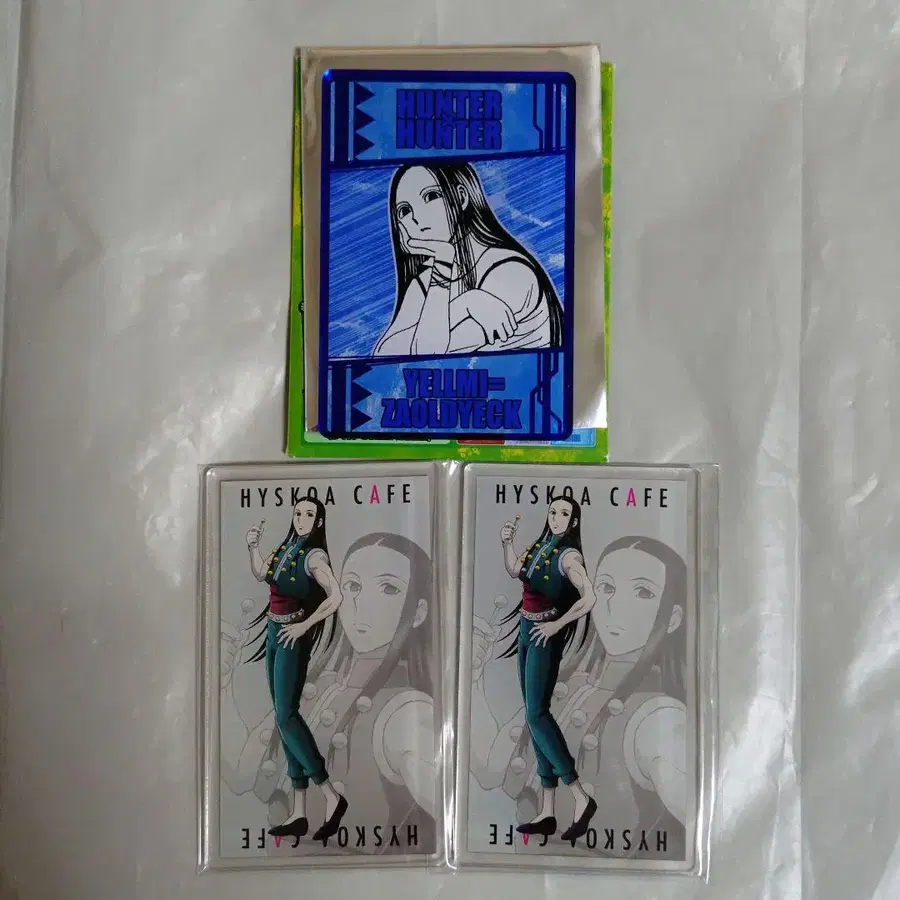 HUNTER
×
HUNTER
YELLMI=
ZAOLDYECK
HYSKOA CAFE
HYSKOA CAFE
HYSKOA CAFE
HYSKOA CAFE